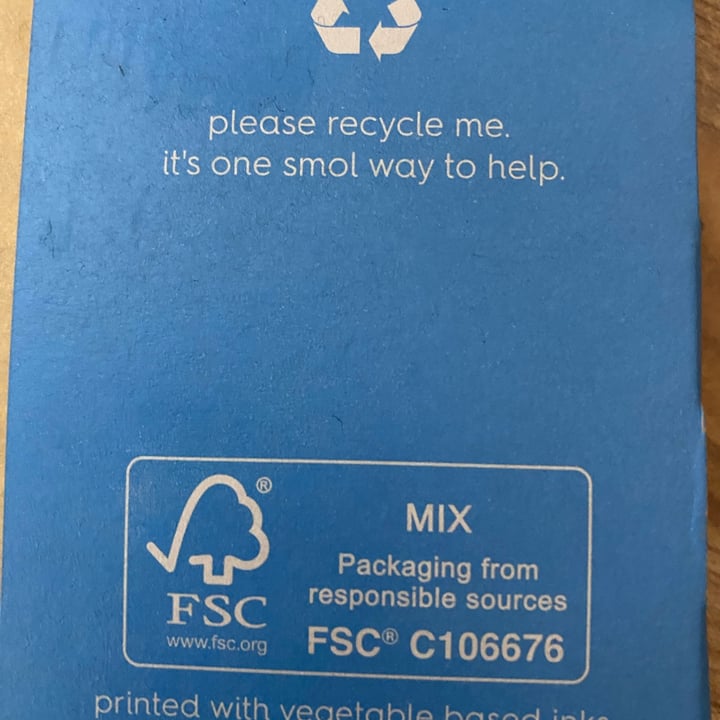 please recycle me.
it's one smol way to help.
®
MIX
Packaging from
responsible sources
FSC
www.fsc.org
FSC® C106676
printed with vegetable based inks